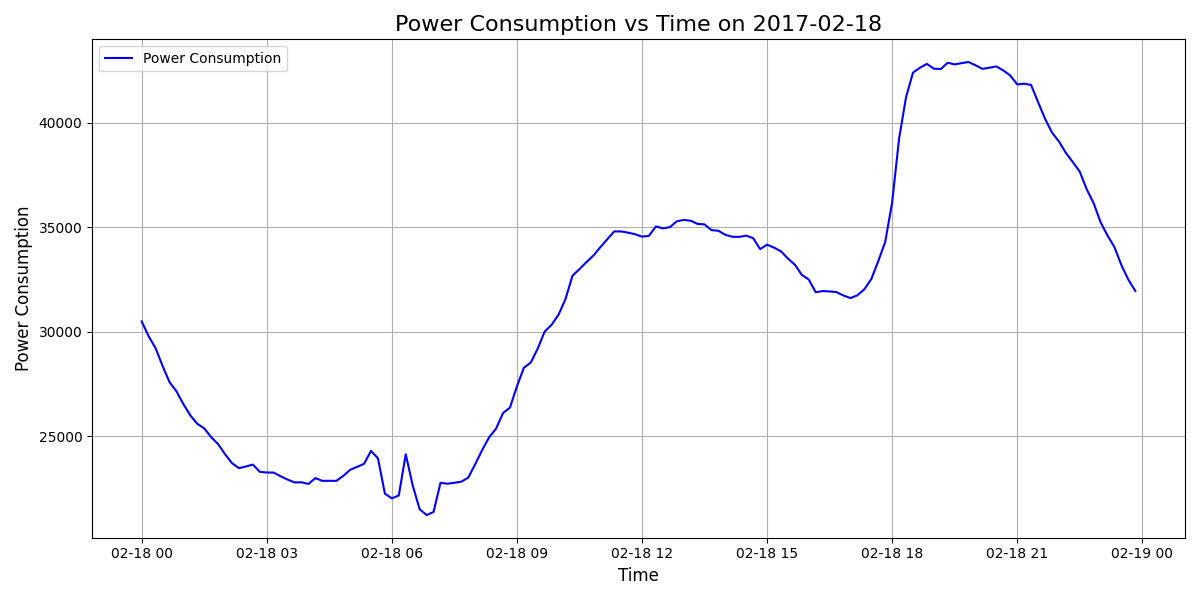 Power Consumption vs Time on 2017-02-18
Power Consumption
40000
35000
30000
25000
Power Consumption
02-18 00 02-18 03 02-18 06 02-18 09 02-18 12 02-18 15 02-18 18 02-18 21 02-19 00
Time